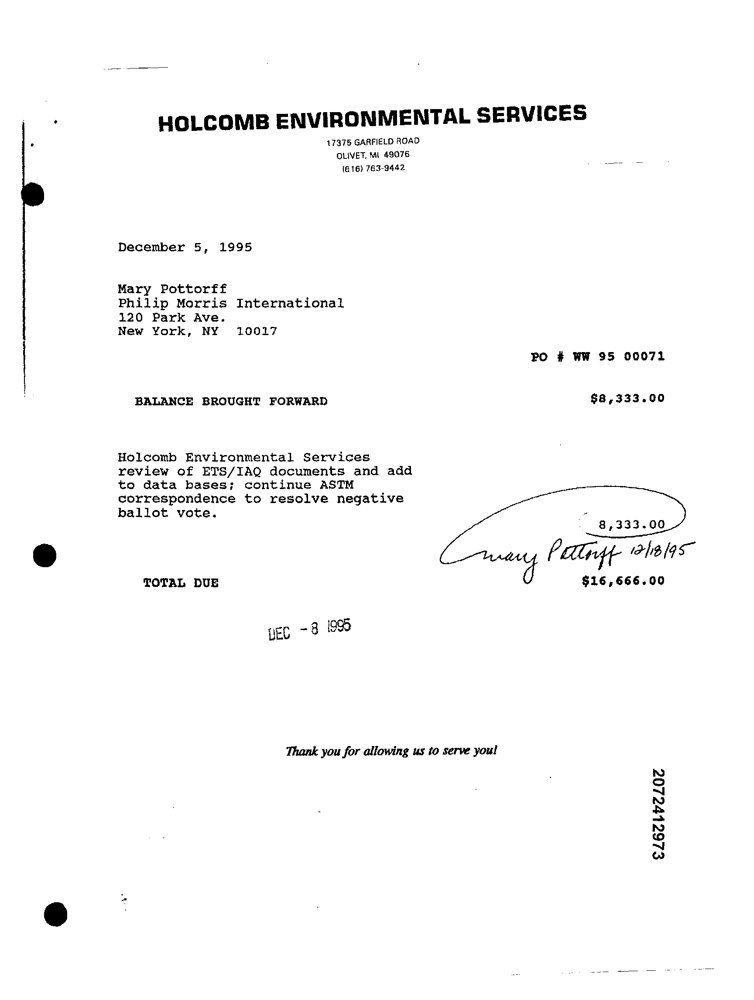 HOLCOMB ENVIRONMENTAL SERVICES
17375 GARFIELD ROAD
OLIVET, MI 49076
(616) 763-9442
December 5, 1995
Mary Pottorff
Philip Morris International
120 Park Ave.
New York, NY 10017
PO # WW 95 00071
BALANCE BROUGHT FORWARD $8,333.00
Holcomb Environmental Services
review of ETS/IAQ documents and add
to data bases; continue ASTM
correspondence to resolve negative
ballot vote.
8,333.00
Mary Pottorff 12/18/95
TOTAL DUE $16,666.00
DEC -8 1995
Thank you for allowing us to serve you!
2072412973